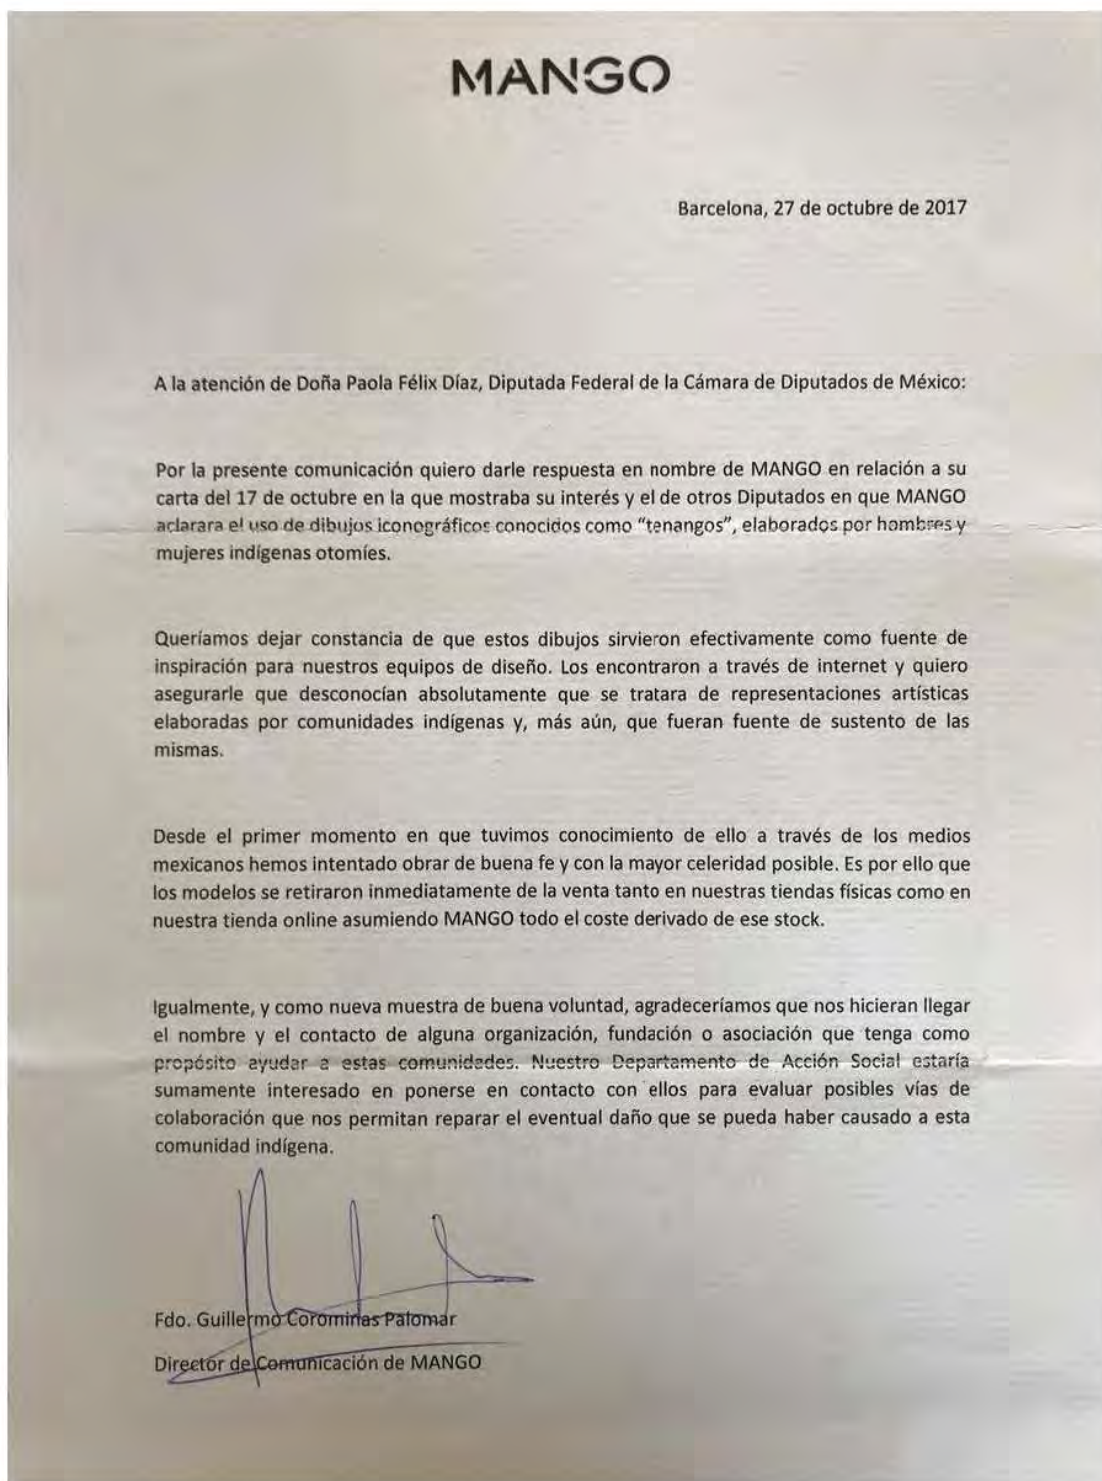 MANGO
Barcelona, 27 de octubre de 2017
A la atención de Doña Paola Félix Díaz, Diputada Federal de la Cámara de Diputados de México:
Por la presente comunicación quiero darle respuesta en nombre de MANGO en relación a su
carta del 17 de octubre en la que mostraba su interés y el de otros Diputados en que MANGO
aclarara el uso de dibujos iconográficos conocidos como "tenangos", elaborados por hombres y
mujeres indígenas otomíes.
Queríamos dejar constancia de que estos dibujos sirvieron efectivamente como fuente de
inspiración para nuestros equipos de diseño. Los encontraron a través de internet y quiero
asegurarle que desconocían absolutamente que se tratara de representaciones artísticas
elaboradas por comunidades indígenas y, más aún, que fueran fuente de sustento de las
mismas.
Desde el primer momento en que tuvimos conocimiento de ello a través de los medios
mexicanos hemos intentado obrar de buena fe y con la mayor celeridad posible. Es por ello que
los modelos se retiraron inmediatamente de la venta tanto en nuestras tiendas físicas como en
nuestra tienda online asumiendo MANGO todo el coste derivado de ese stock.
Igualmente, y como nueva muestra de buena voluntad, agradeceríamos que nos hicieran llegar
el nombre y el contacto de alguna organización, fundación o asociación que tenga como
propósito ayudar a estas comunidades. Nuestro Departamento de Acción Social estaría
sumamente interesado en ponerse en contacto con ellos para evaluar posibles vías de
colaboración que nos permitan reparar el eventual daño que se pueda haber causado a esta
comunidad indígena.
Fdo. Guillermo Corominas Palomar
Director de Comunicación de MANGO